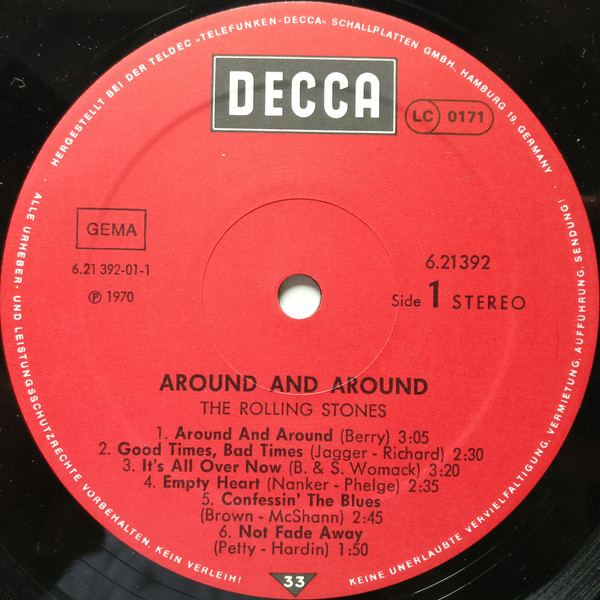 HERGESTELLT BEI DER TELDEC »TELEFUNKEN-DECCA« SCHALLPLATTEN GMBH, HAMBURG 19, GERMANY ·
DECCA
LC 0171
GEMA
6.21 392-01-1
℗ 1970
6.21392
Side 1 STEREO
AROUND AND AROUND
THE ROLLING STONES
1. Around And Around (Berry) 3:05
2. Good Times, Bad Times (Jagger - Richard) 2:30
3. It's All Over Now (B. & S. Womack) 3:20
4. Empty Heart (Nanker - Phelge) 2:35
5. Confessin' The Blues
(Brown - McShann) 2:45
6. Not Fade Away
(Petty - Hardin) 1:50
33
· ALLE URHEBER- UND LEISTUNGSSCHUTZRECHTE VORBEHALTEN. KEIN VERLEIH!
KEINE UNERLAUBTE VERVIELFÄLTIGUNG, VERMIETUNG, AUFFÜHRUNG, SENDUNG!